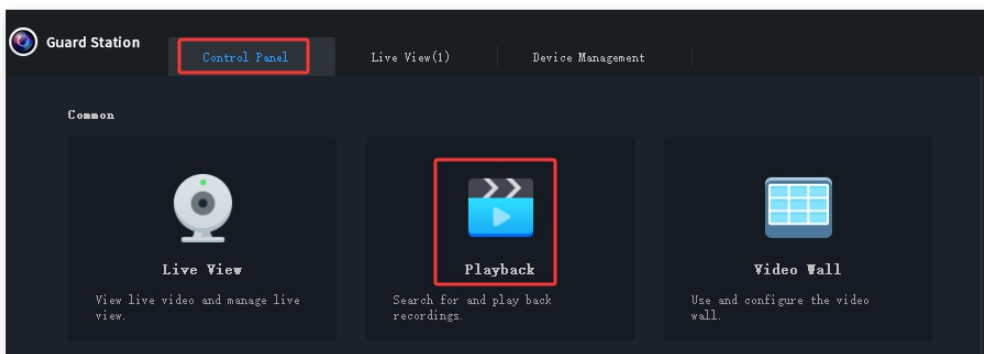 Guard Station
Control Panel
Live View(1)
Device Management
Common
Live View
View live video and manage live
view.
Playback
Search for and play back
recordings.
Video Wall
Use and configure the video
wall.